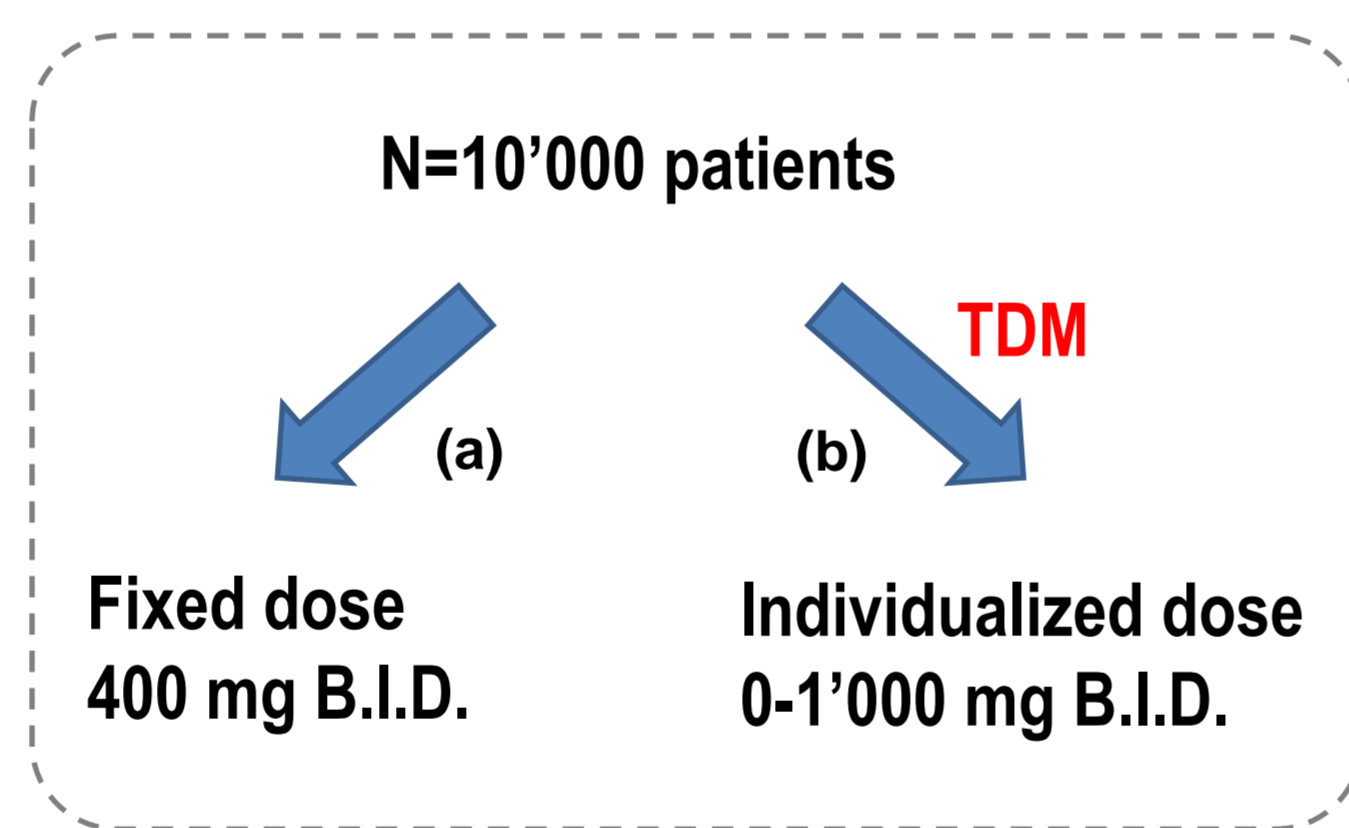 N=10’000 patients
TDM
(a)
(b)
Fixed dose
400 mg B.I.D.
Individualized dose
0-1’000 mg B.I.D.